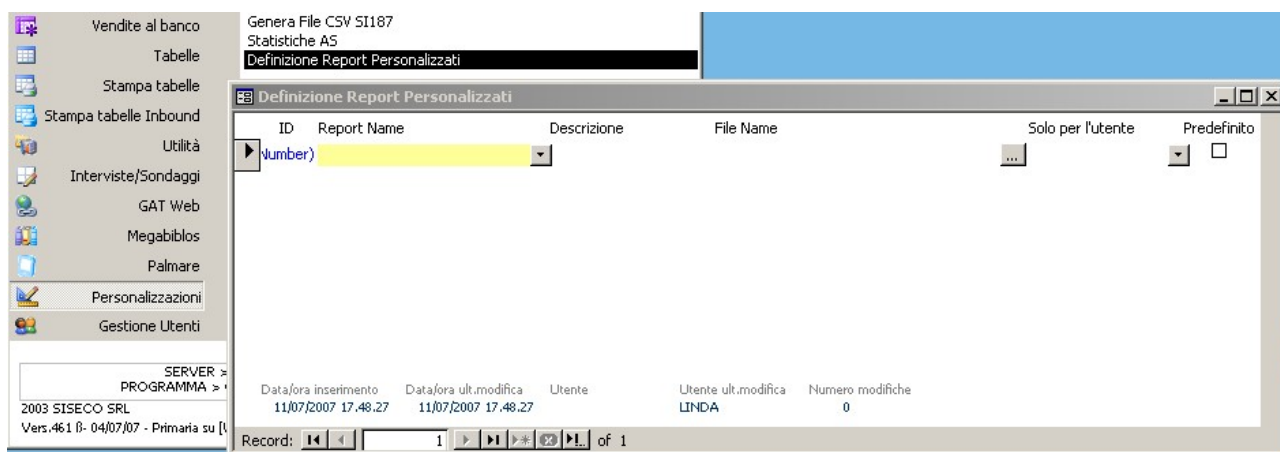 Vendite al banco
Tabelle
Stampa tabelle
Stampa tabelle Inbound
Utilità
Interviste/Sondaggi
GAT Web
Megabiblos
Palmare
Personalizzazioni
Gestione Utenti
SERVER >
PROGRAMMA >
2003 SISECO SRL
Vers.461 ß- 04/07/07 - Primaria su [
Genera File CSV SI187
Statistiche AS
Definizione Report Personalizzati
Definizione Report Personalizzati
ID Report Name Descrizione File Name Solo per l'utente Predefinito
Number)
...
Data/ora inserimento Data/ora ult.modifica Utente Utente ult.modifica Numero modifiche
11/07/2007 17.48.27 11/07/2007 17.48.27 LINDA 0
Record: 1 of 1